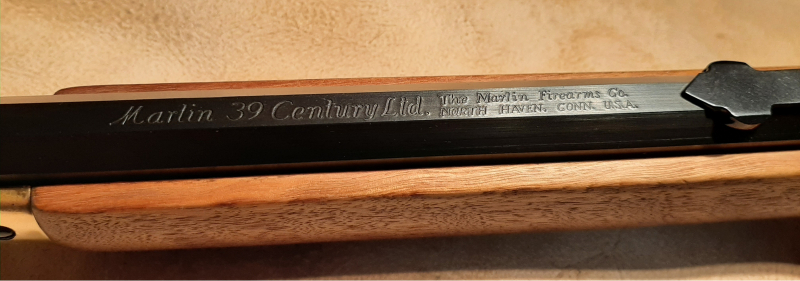 Marlin 39 Century Ltd.
The Marlin Firearms Co.
NORTH HAVEN, CONN. U.S.A.